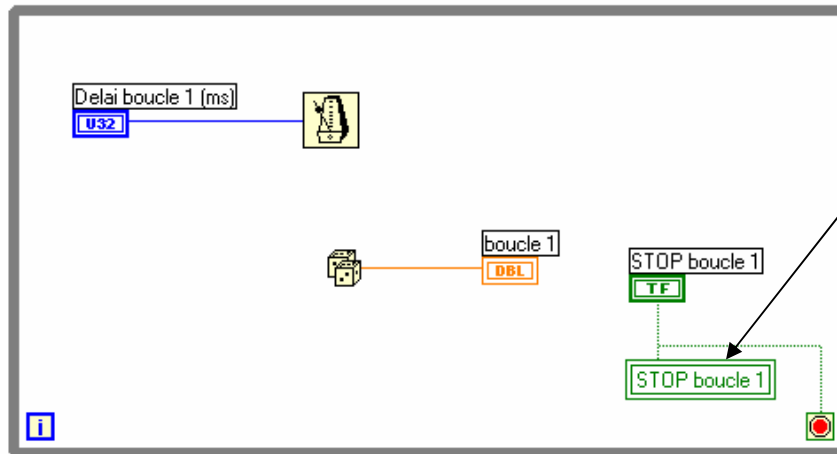 Delai boucle 1 (ms)
U32
boucle 1
DBL
STOP boucle 1
TF
STOP boucle 1
i